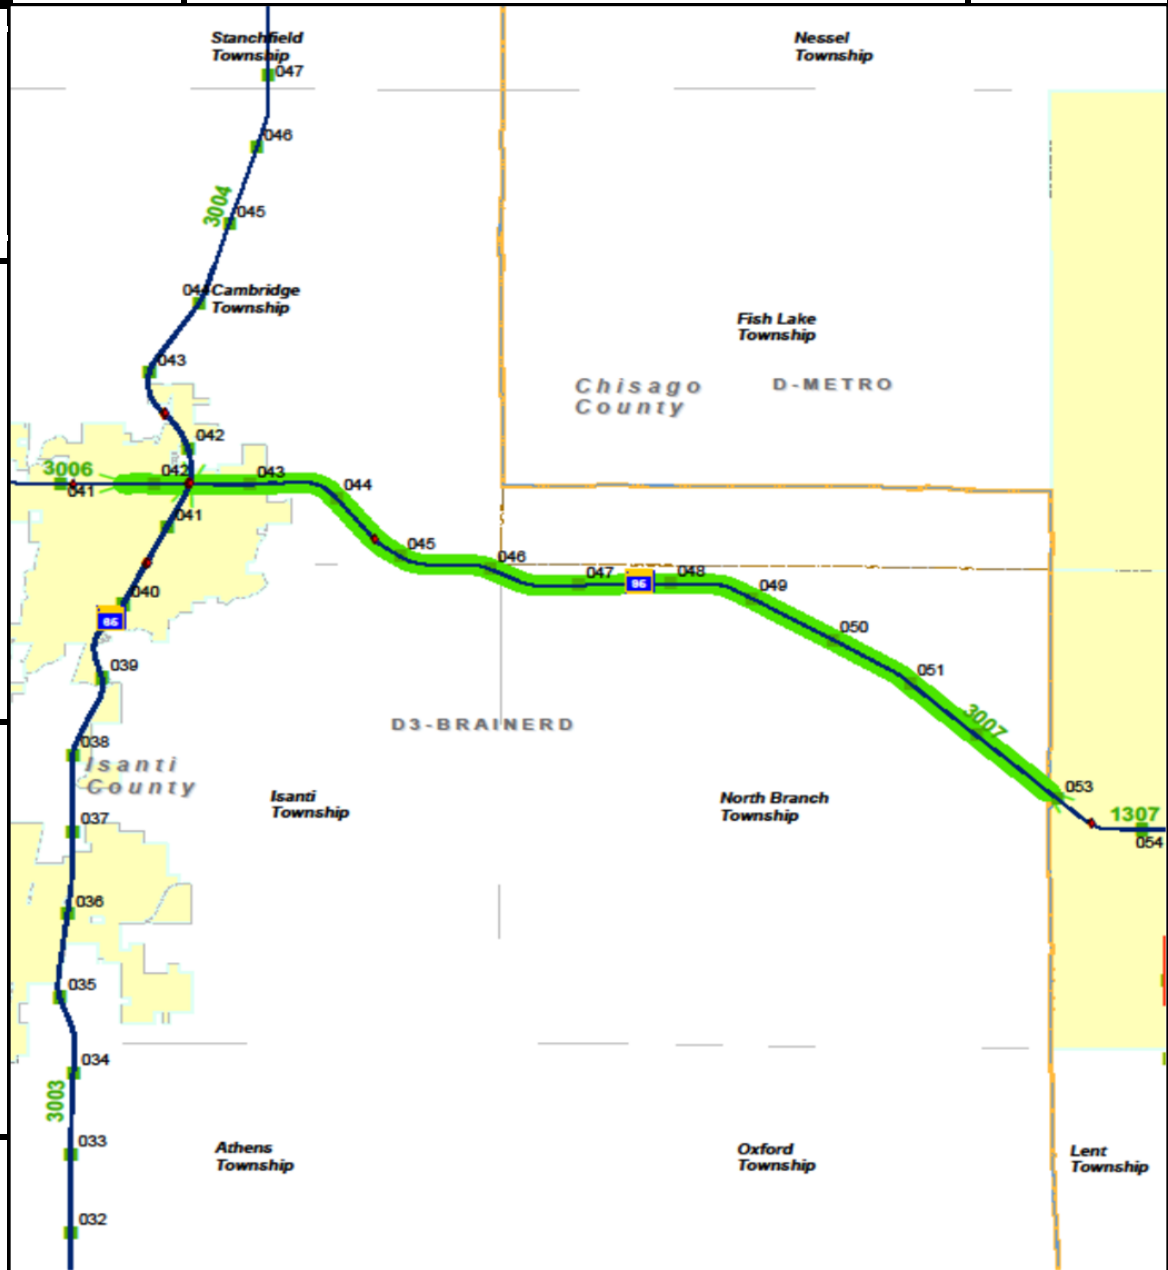 Stanchfield
Township
Nessel
Township
047
046
3004
045
044
Cambridge
Township
Fish Lake
Township
043
Chisago
County
D-METRO
042
3006
041
042
043
044
041
045
046
047
95
048
049
040
65
050
039
051
D3-BRAINERD
3007
038
Isanti
County
053
Isanti
Township
North Branch
Township
1307
054
037
036
035
034
3003
033
Athens
Township
Oxford
Township
Lent
Township
032